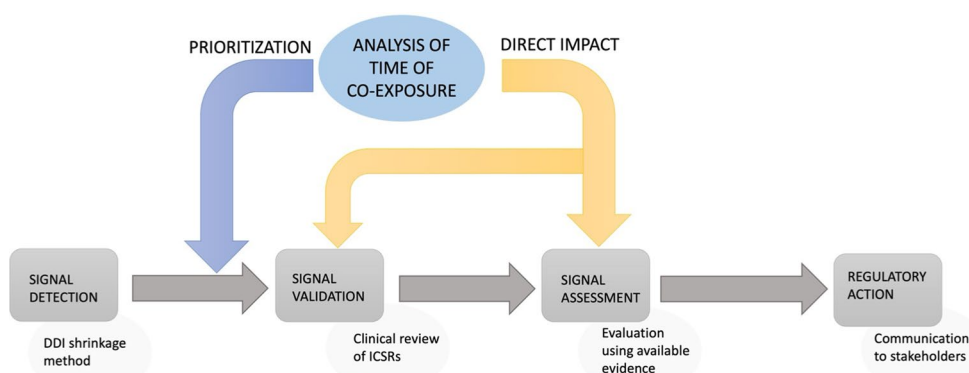 PRIORITIZATION
ANALYSIS OF
TIME OF
CO-EXPOSURE
DIRECT IMPACT
SIGNAL
DETECTION
SIGNAL
VALIDATION
SIGNAL
ASSESSMENT
REGULATORY
ACTION
DDI shrinkage
method
Clinical review
of ICSRs
Evaluation
using available
evidence
Communication
to stakeholders